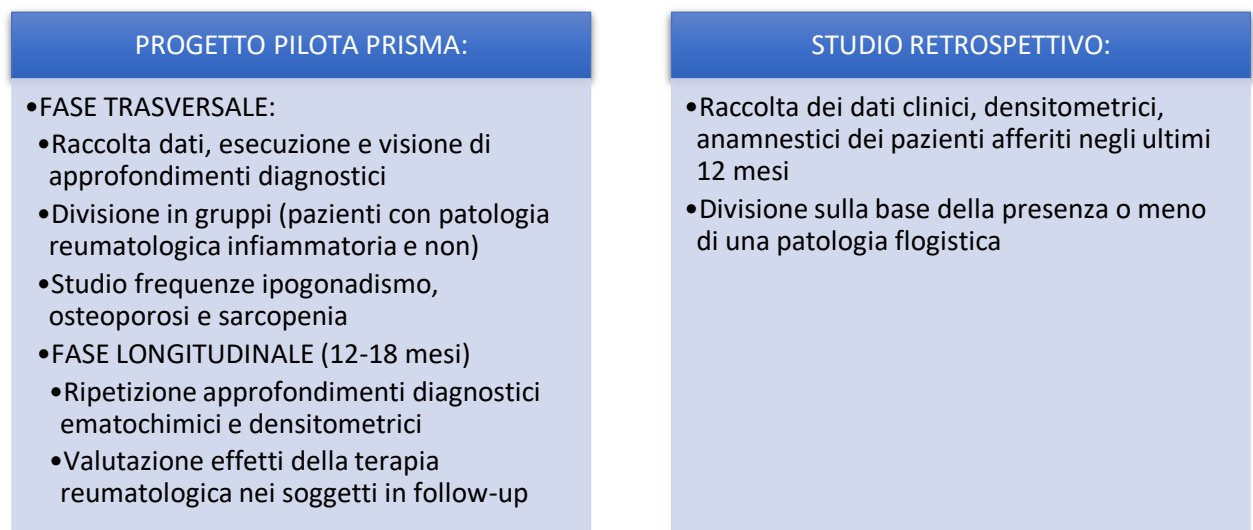 PROGETTO PILOTA PRISMA:
•FASE TRASVERSALE:
•Raccolta dati, esecuzione e visione di
approfondimenti diagnostici
•Divisione in gruppi (pazienti con patologia
reumatologica infiammatoria e non)
•Studio frequenze ipogonadismo,
osteoporosi e sarcopenia
•FASE LONGITUDINALE (12-18 mesi)
•Ripetizione approfondimenti diagnostici
ematochimici e densitometrici
•Valutazione effetti della terapia
reumatologica nei soggetti in follow-up
STUDIO RETROSPETTIVO:
•Raccolta dei dati clinici, densitometrici,
anamnestici dei pazienti afferiti negli ultimi
12 mesi
•Divisione sulla base della presenza o meno
di una patologia flogistica